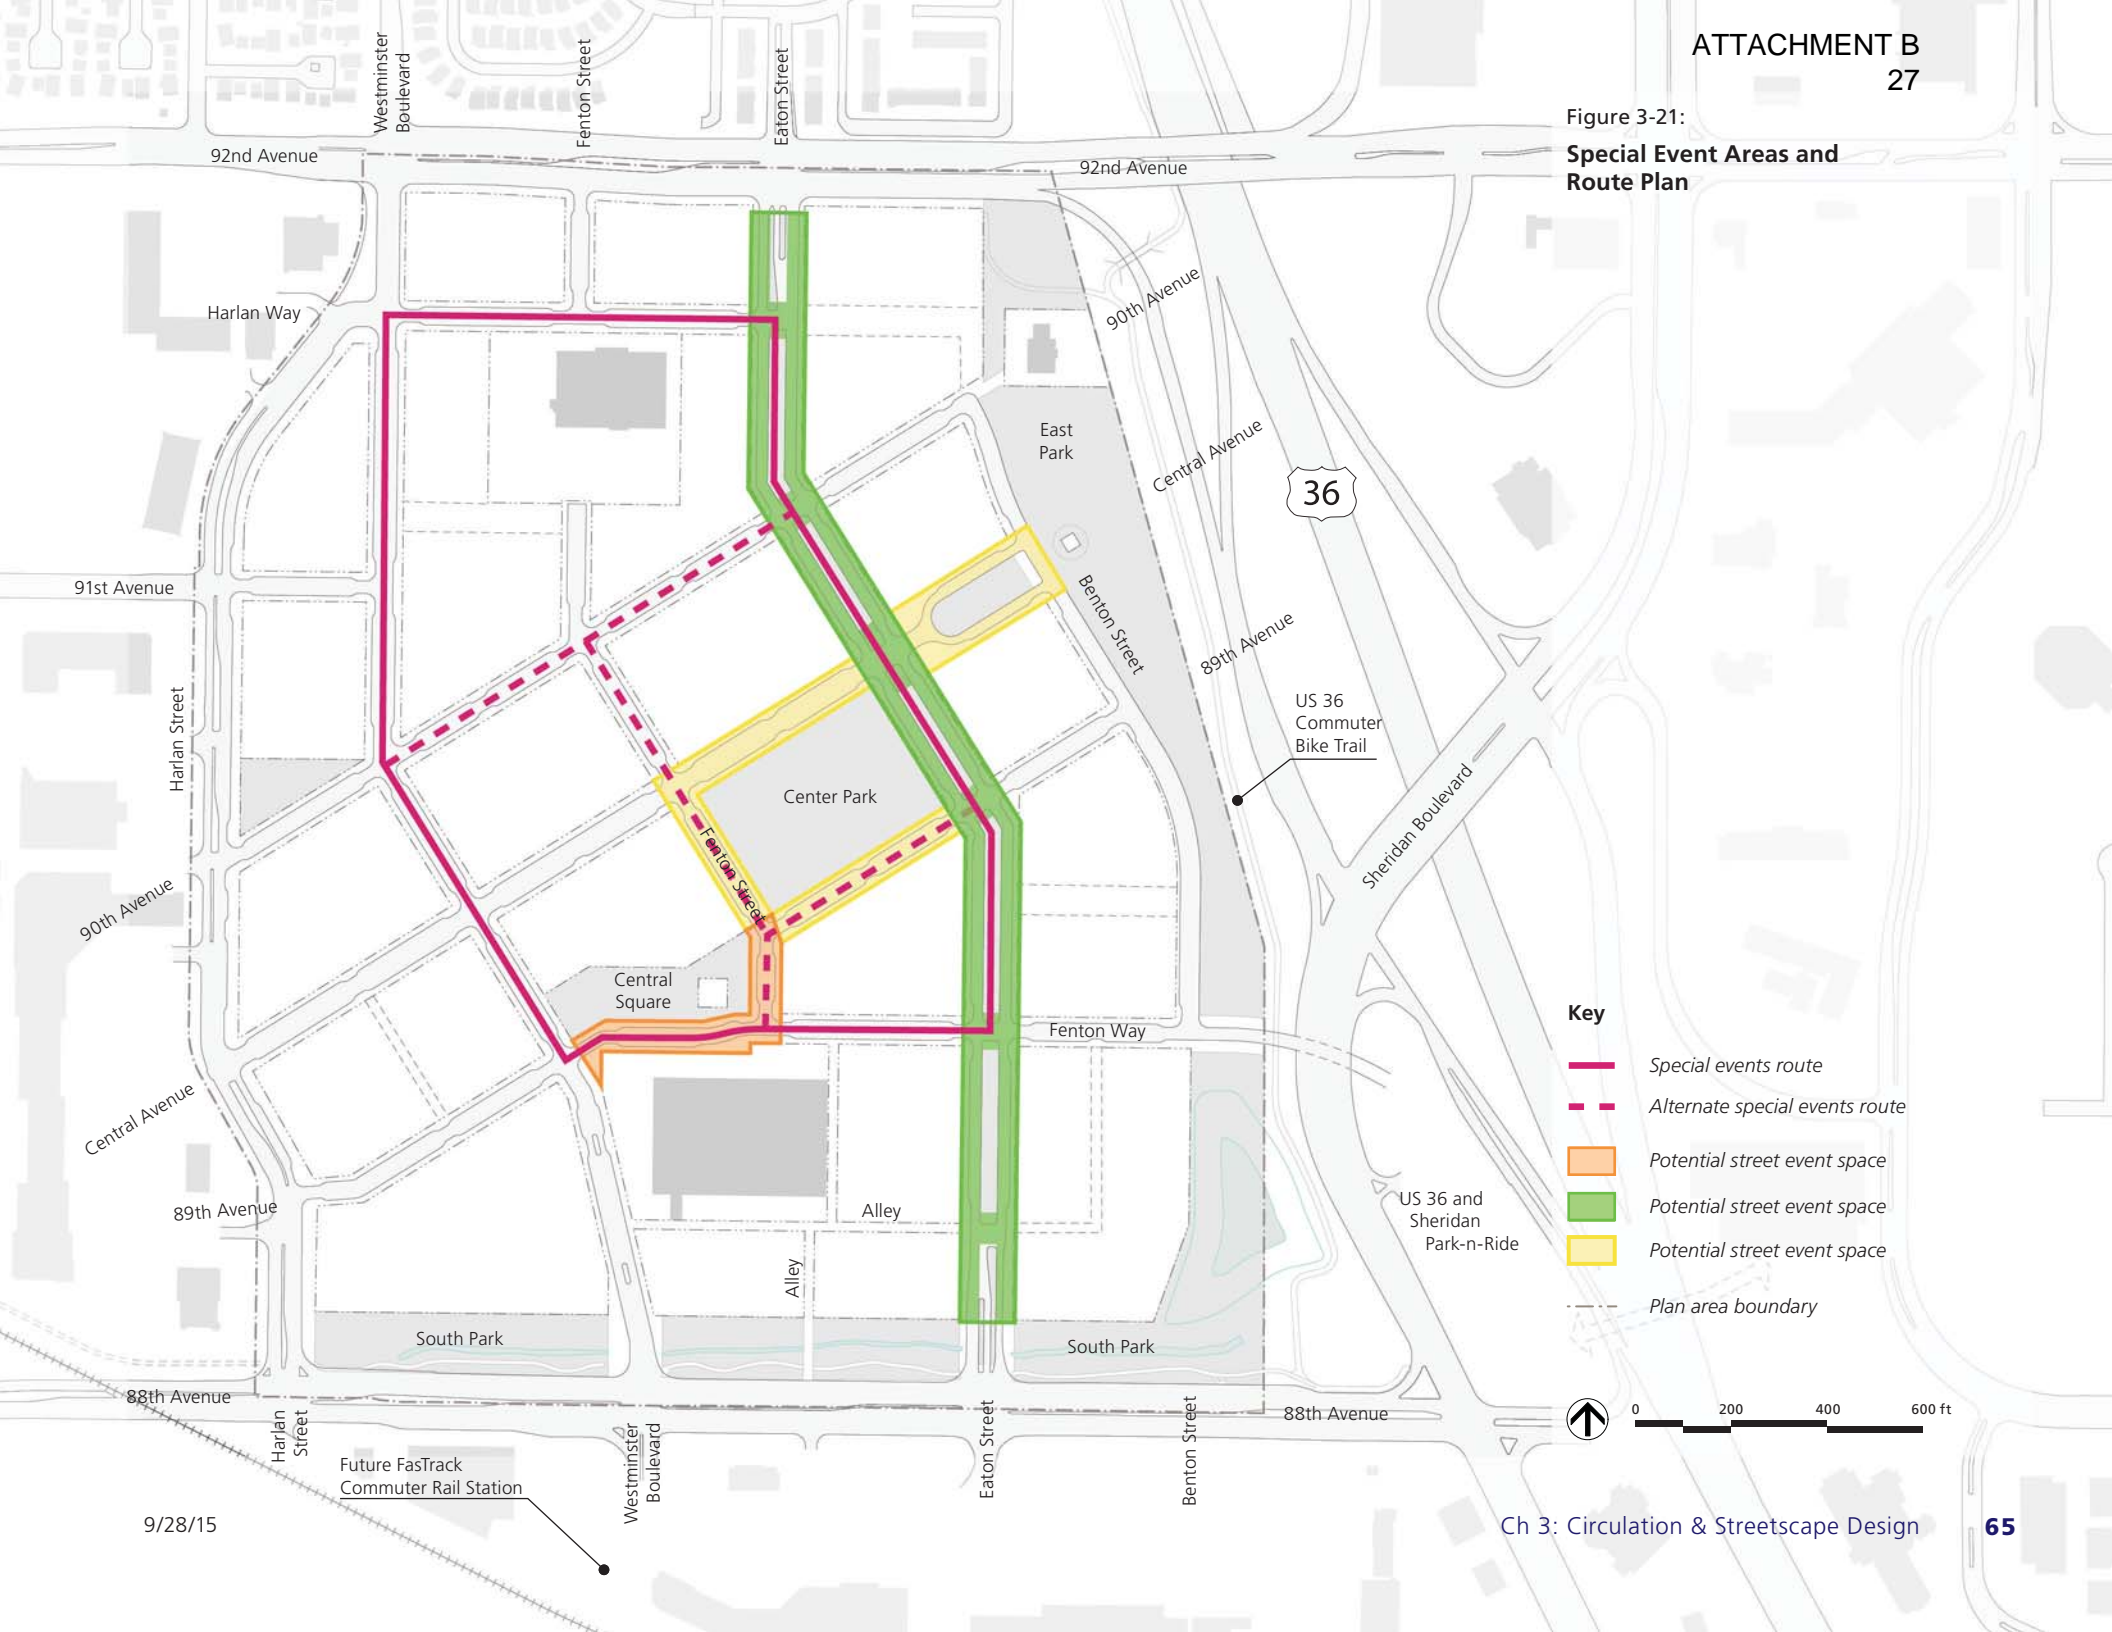 ATTACHMENT B
27
Figure 3-21:
Special Event Areas and
Route Plan
Westminster
Boulevard
Fenton Street
Eaton Street
92nd Avenue
92nd Avenue
Harlan Way
90th Avenue
East
Park
Central Avenue
36
91st Avenue
Benton Street
89th Avenue
Harlan Street
US 36
Commuter
Bike Trail
Center Park
Sheridan Boulevard
Fenton Street
90th Avenue
Central
Square
Fenton Way
Central Avenue
89th Avenue
Alley
Alley
US 36 and
Sheridan
Park-n-Ride
South Park
South Park
88th Avenue
88th Avenue
Harlan
Street
Westminster
Boulevard
Eaton Street
Benton Street
Future FasTrack
Commuter Rail Station
Key
Special events route
Alternate special events route
Potential street event space
Potential street event space
Potential street event space
Plan area boundary
0 200 400 600 ft
9/28/15
Ch 3: Circulation & Streetscape Design 65